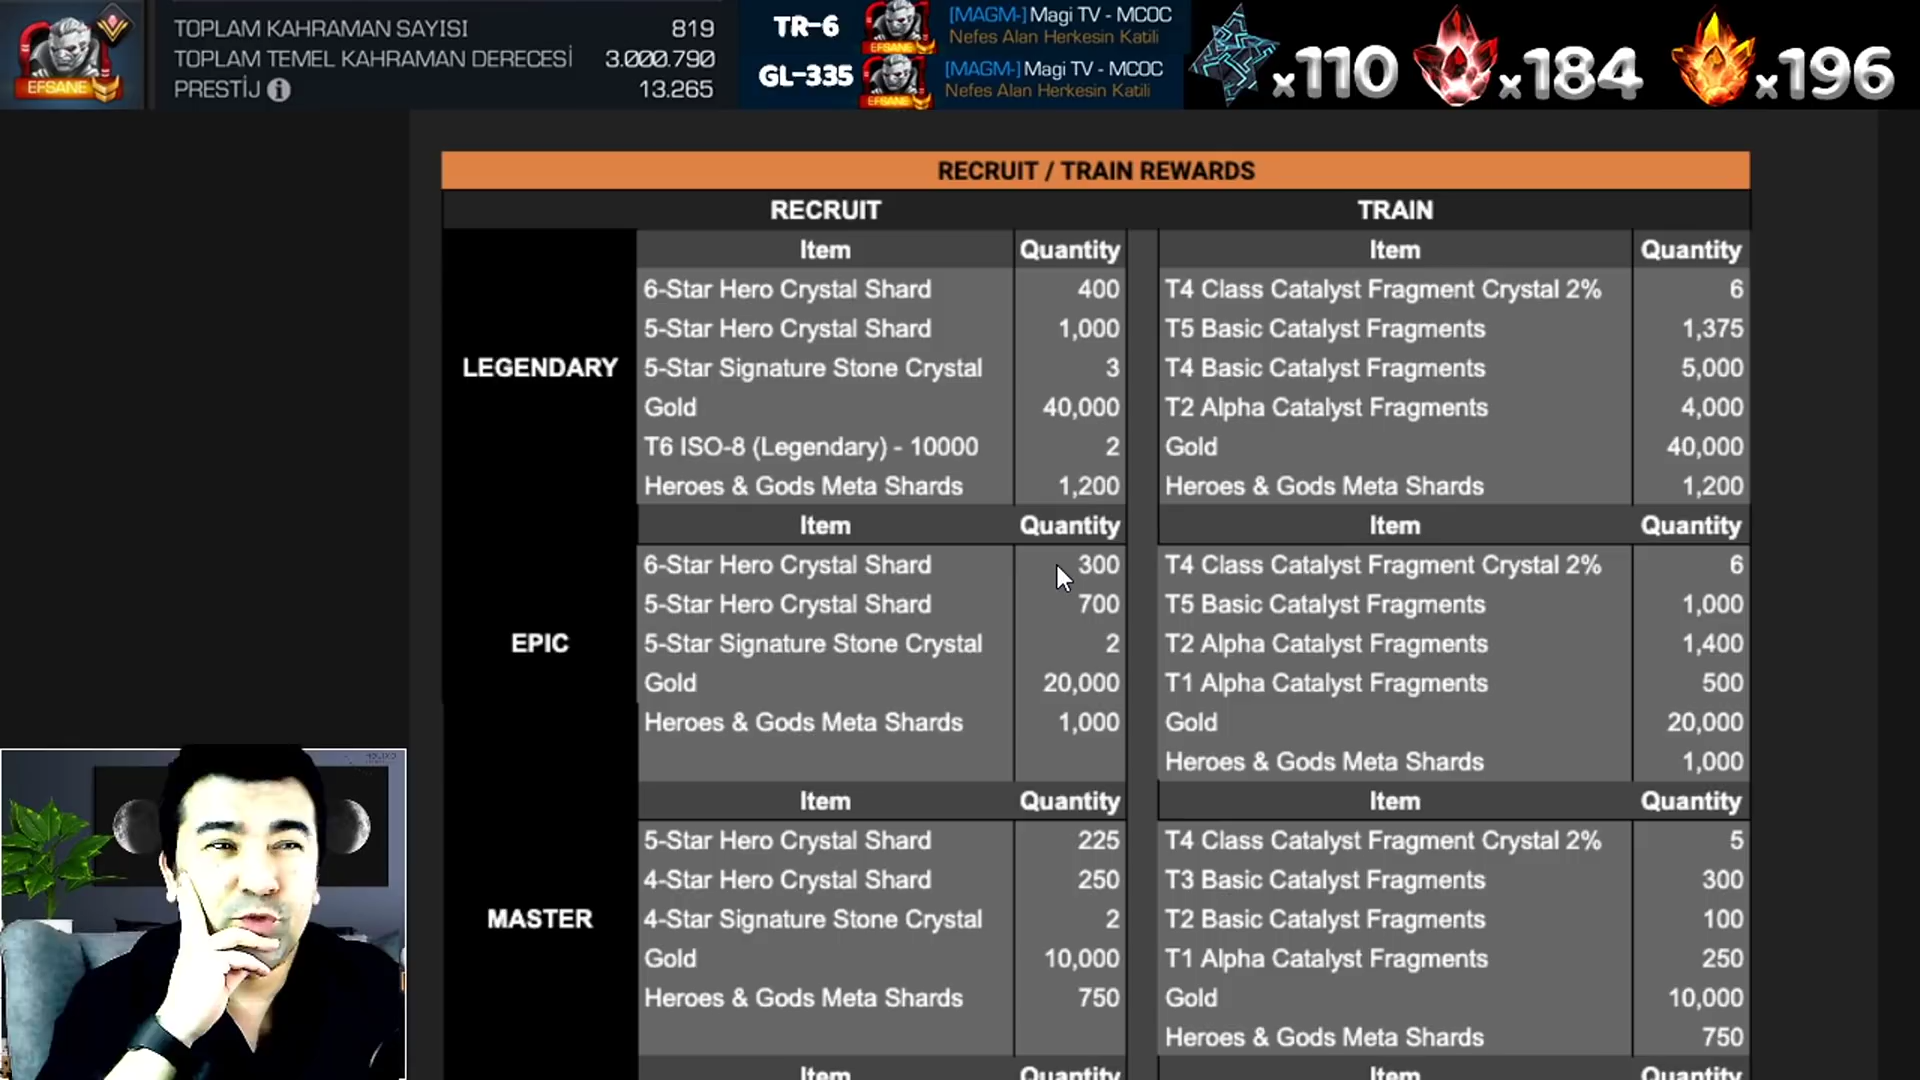 TOPLAM KAHRAMAN SAYISI 819
TOPLAM TEMEL KAHRAMAN DERECESİ 3.000.790
PRESTİJ 13.265
EFSANE
TR-6
[MAGM-] Magi TV - MCOC
Nefes Alan Herkesin Katili
EFSANE
GL-335
[MAGM-] Magi TV - MCOC
Nefes Alan Herkesin Katili
EFSANE
x110
x184
x196
RECRUIT / TRAIN REWARDS
RECRUIT TRAIN
Item Quantity Item Quantity
LEGENDARY
6-Star Hero Crystal Shard 400 T4 Class Catalyst Fragment Crystal 2% 6
5-Star Hero Crystal Shard 1,000 T5 Basic Catalyst Fragments 1,375
5-Star Signature Stone Crystal 3 T4 Basic Catalyst Fragments 5,000
Gold 40,000 T2 Alpha Catalyst Fragments 4,000
T6 ISO-8 (Legendary) - 10000 2 Gold 40,000
Heroes & Gods Meta Shards 1,200 Heroes & Gods Meta Shards 1,200
Item Quantity Item Quantity
EPIC
6-Star Hero Crystal Shard 300 T4 Class Catalyst Fragment Crystal 2% 6
5-Star Hero Crystal Shard 700 T5 Basic Catalyst Fragments 1,000
5-Star Signature Stone Crystal 2 T2 Alpha Catalyst Fragments 1,400
Gold 20,000 T1 Alpha Catalyst Fragments 500
Heroes & Gods Meta Shards 1,000 Gold 20,000
Heroes & Gods Meta Shards 1,000
Item Quantity Item Quantity
MASTER
5-Star Hero Crystal Shard 225 T4 Class Catalyst Fragment Crystal 2% 5
4-Star Hero Crystal Shard 250 T3 Basic Catalyst Fragments 300
4-Star Signature Stone Crystal 2 T2 Basic Catalyst Fragments 100
Gold 10,000 T1 Alpha Catalyst Fragments 250
Heroes & Gods Meta Shards 750 Gold 10,000
Heroes & Gods Meta Shards 750
Item Quantity Item Quantity